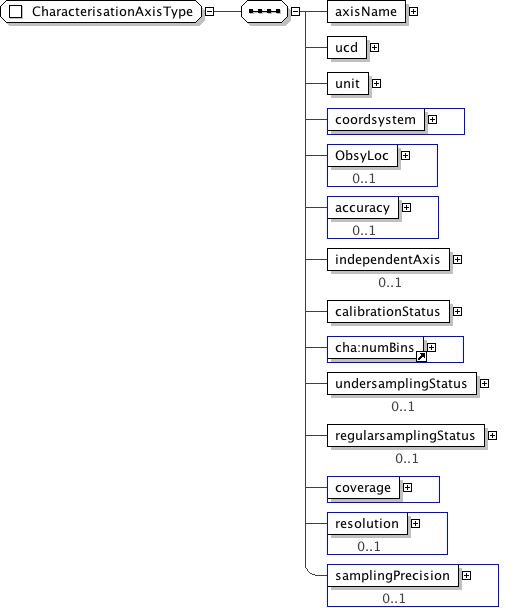 CharacterisationAxisType
axisName
ucd
unit
coordsystem
ObsyLoc
0..1
accuracy
0..1
independentAxis
0..1
calibrationStatus
cha:numBins
undersamplingStatus
0..1
regularsamplingStatus
0..1
coverage
resolution
0..1
samplingPrecision
0..1